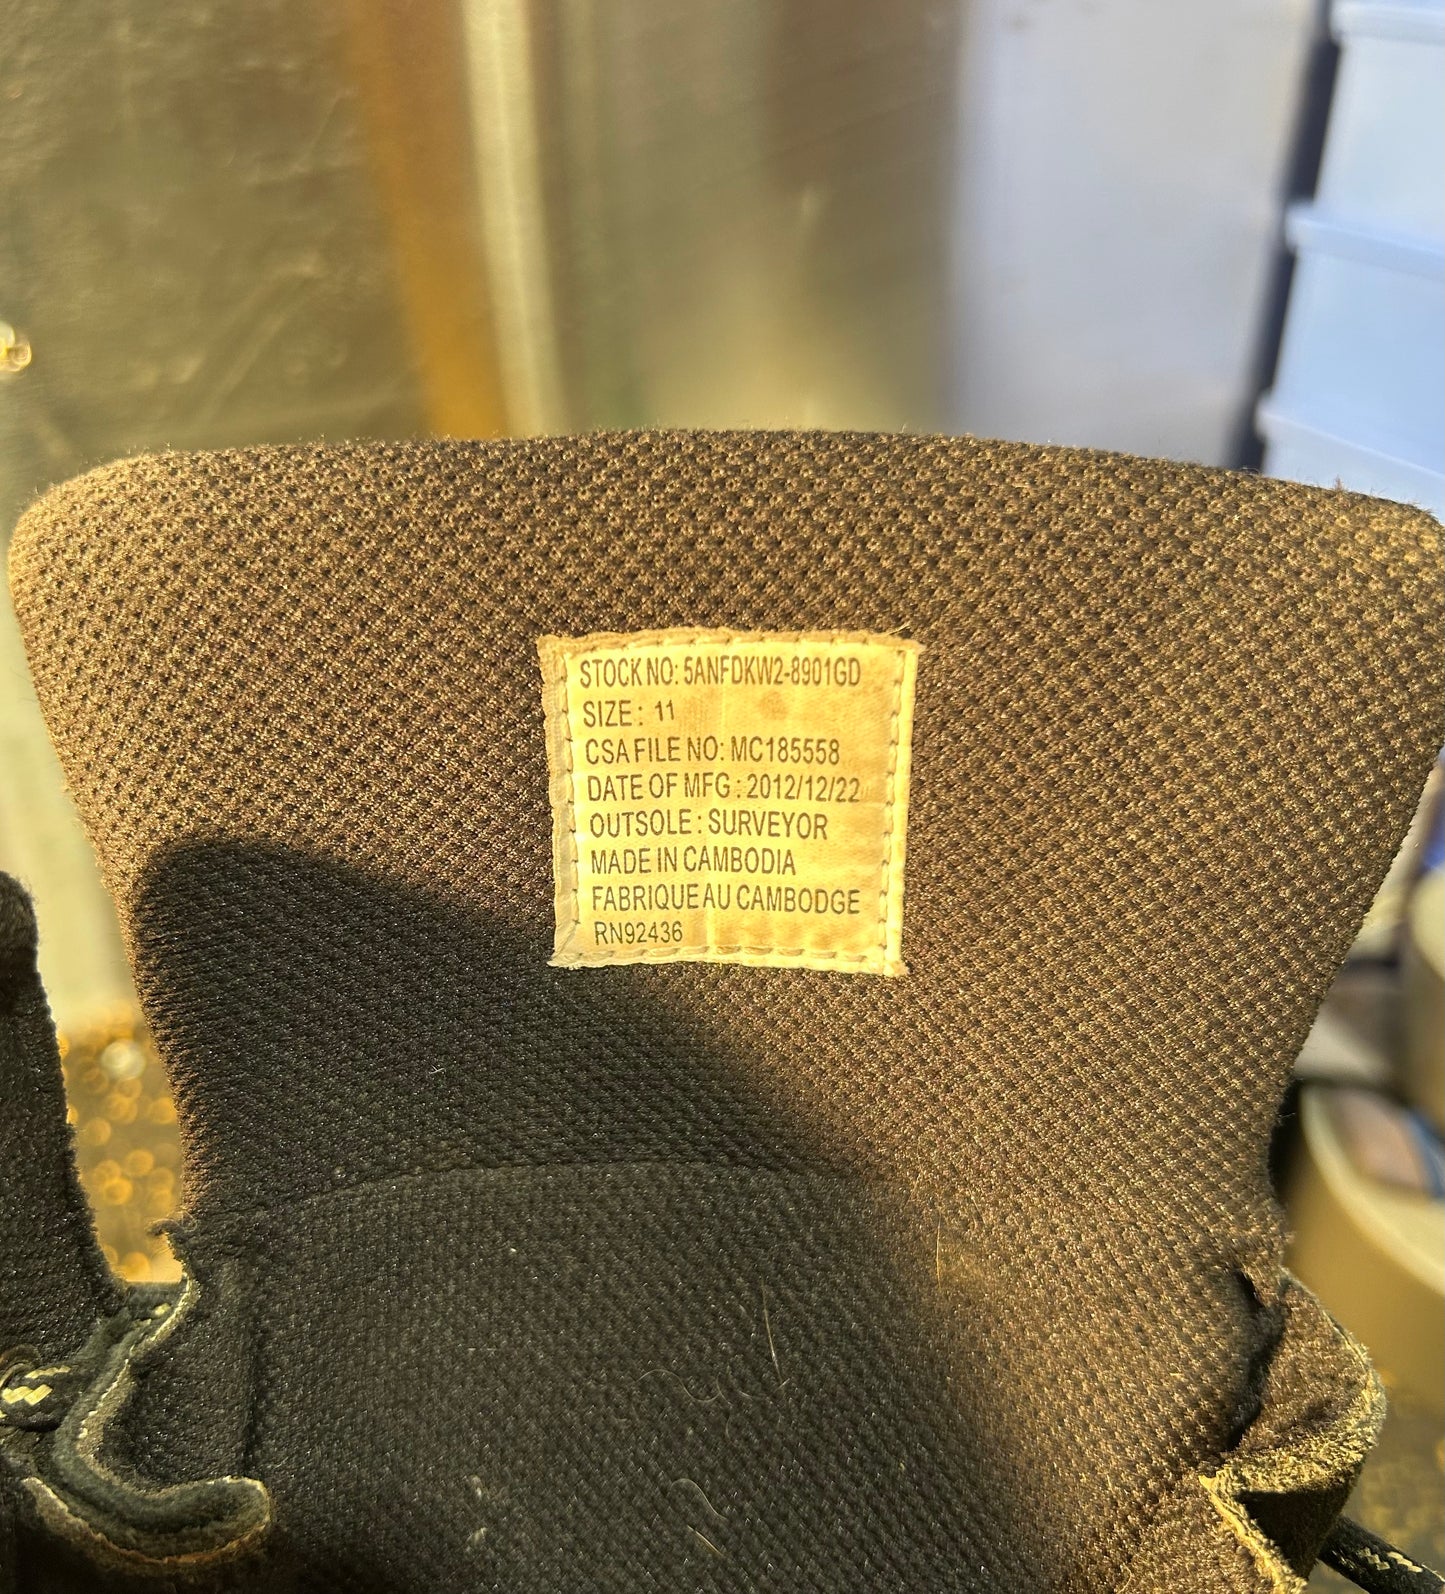 STOCK NO: 5ANFDKW2-8901GD
SIZE : 11
CSA FILE NO: MC185558
DATE OF MFG : 2012/12/22
OUTSOLE : SURVEYOR
MADE IN CAMBODIA
FABRIQUE AU CAMBODGE
RN92436